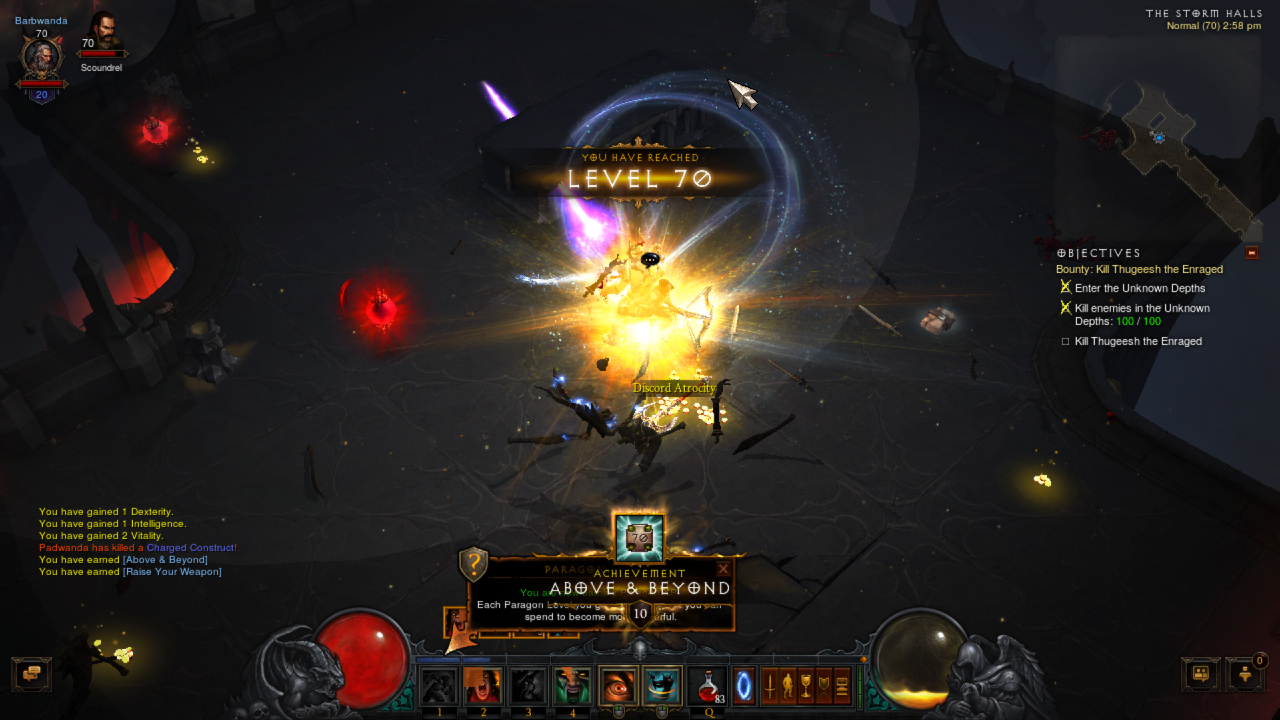 Barbwanda
70
70
Scoundrel
20
THE STORM HALLS
Normal (70) 2:58 pm
YOU HAVE REACHED
LEVEL 70
OBJECTIVES
Bounty: Kill Thugeesh the Enraged
Enter the Unknown Depths
Kill enemies in the Unknown
Depths: 100 / 100
Kill Thugeesh the Enraged
Discord Atrocity
You have gained 1 Dexterity.
You have gained 1 Intelligence.
You have gained 2 Vitality.
Padwanda has killed a Charged Construct!
You have earned [Above & Beyond]
You have earned [Raise Your Weapon]
70
?
ACHIEVEMENT
ABOVE & BEYOND
Each Paragon
you can
spend to become
10
83
1 2 3 4 Q
0